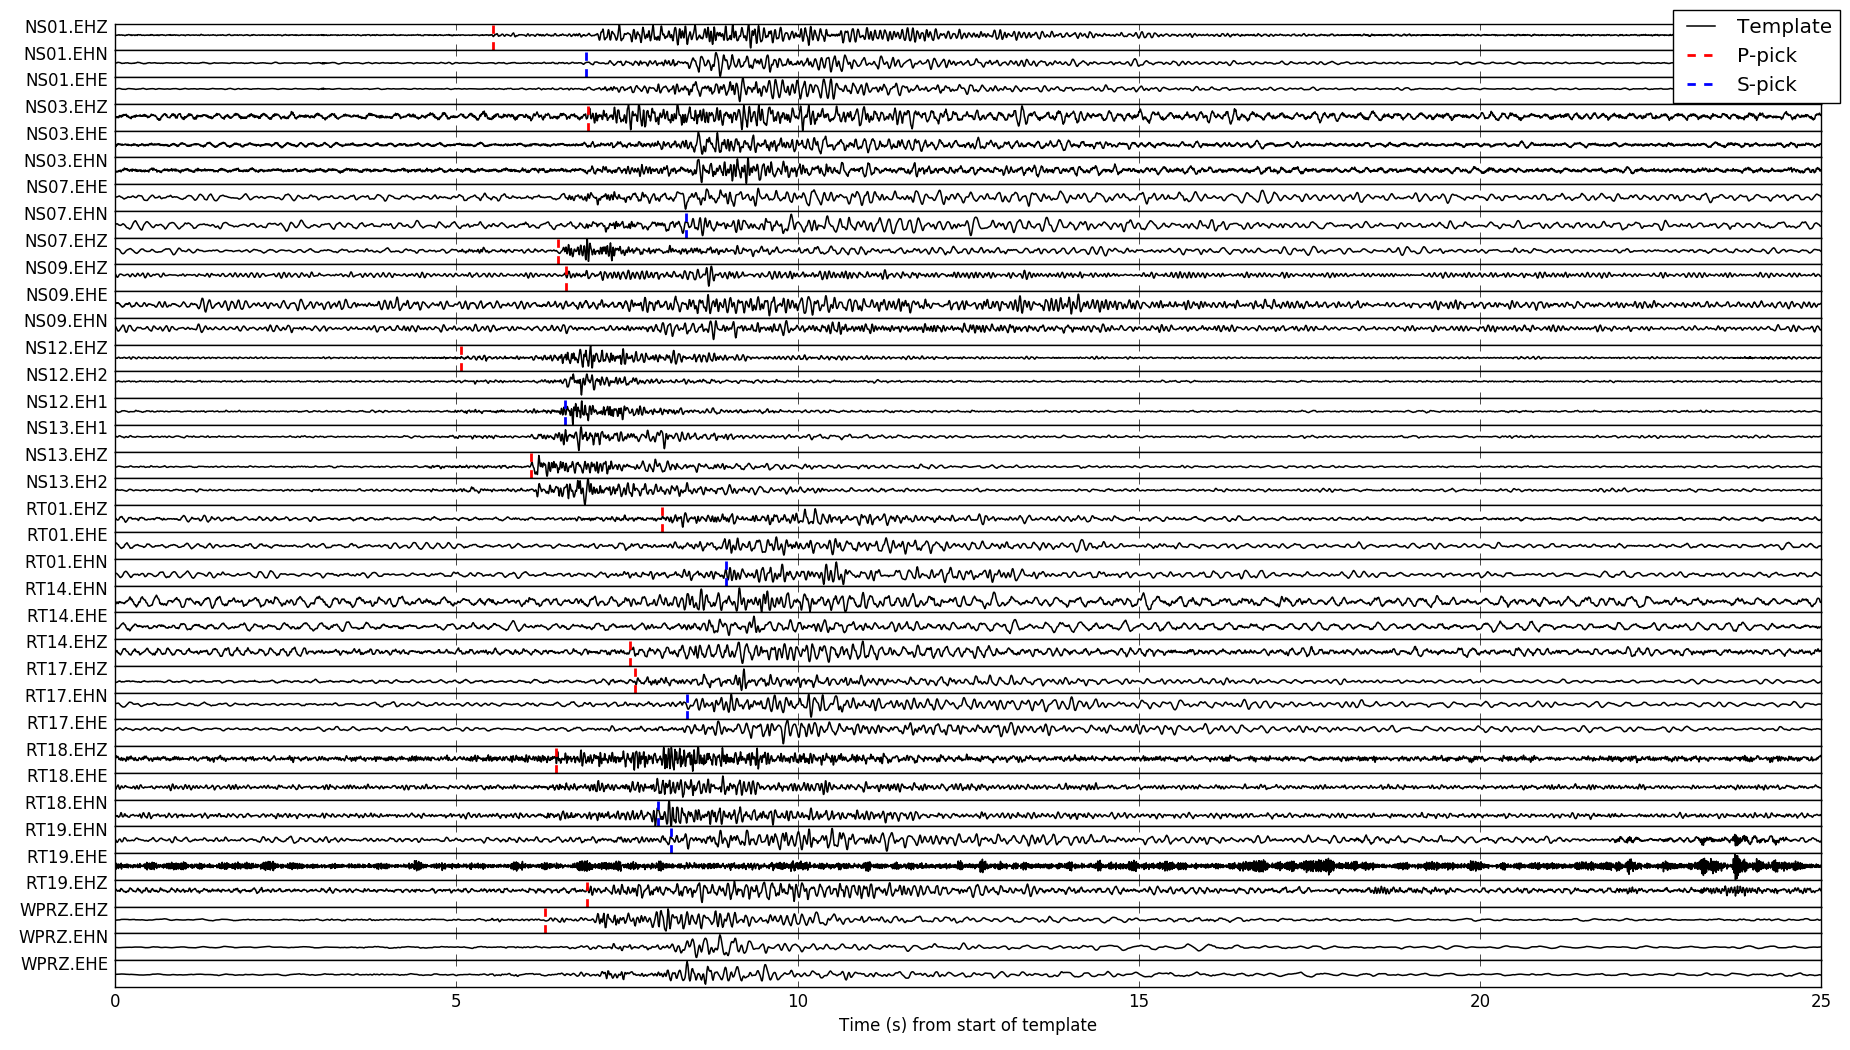 NS01.EHZ
NS01.EHN
NS01.EHE
NS03.EHZ
NS03.EHE
NS03.EHN
NS07.EHE
NS07.EHN
NS07.EHZ
NS09.EHZ
NS09.EHE
NS09.EHN
NS12.EHZ
NS12.EH2
NS12.EH1
NS13.EH1
NS13.EHZ
NS13.EH2
RT01.EHZ
RT01.EHE
RT01.EHN
RT14.EHN
RT14.EHE
RT14.EHZ
RT17.EHZ
RT17.EHN
RT17.EHE
RT18.EHZ
RT18.EHE
RT18.EHN
RT19.EHN
RT19.EHE
RT19.EHZ
WPRZ.EHZ
WPRZ.EHN
WPRZ.EHE
Template
P-pick
S-pick
0 5 10 15 20 25
Time (s) from start of template